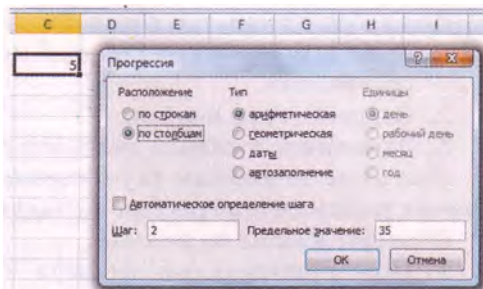 C D E F G H I
5
Прогрессия
Расположение Тип Единицы
по строкам арифметическая день
по столбцам геометрическая рабочий день
даты месяц
автозаполнение год
Автоматическое определение шага
Шаг: 2 Предельное значение: 35
ОК Отмена